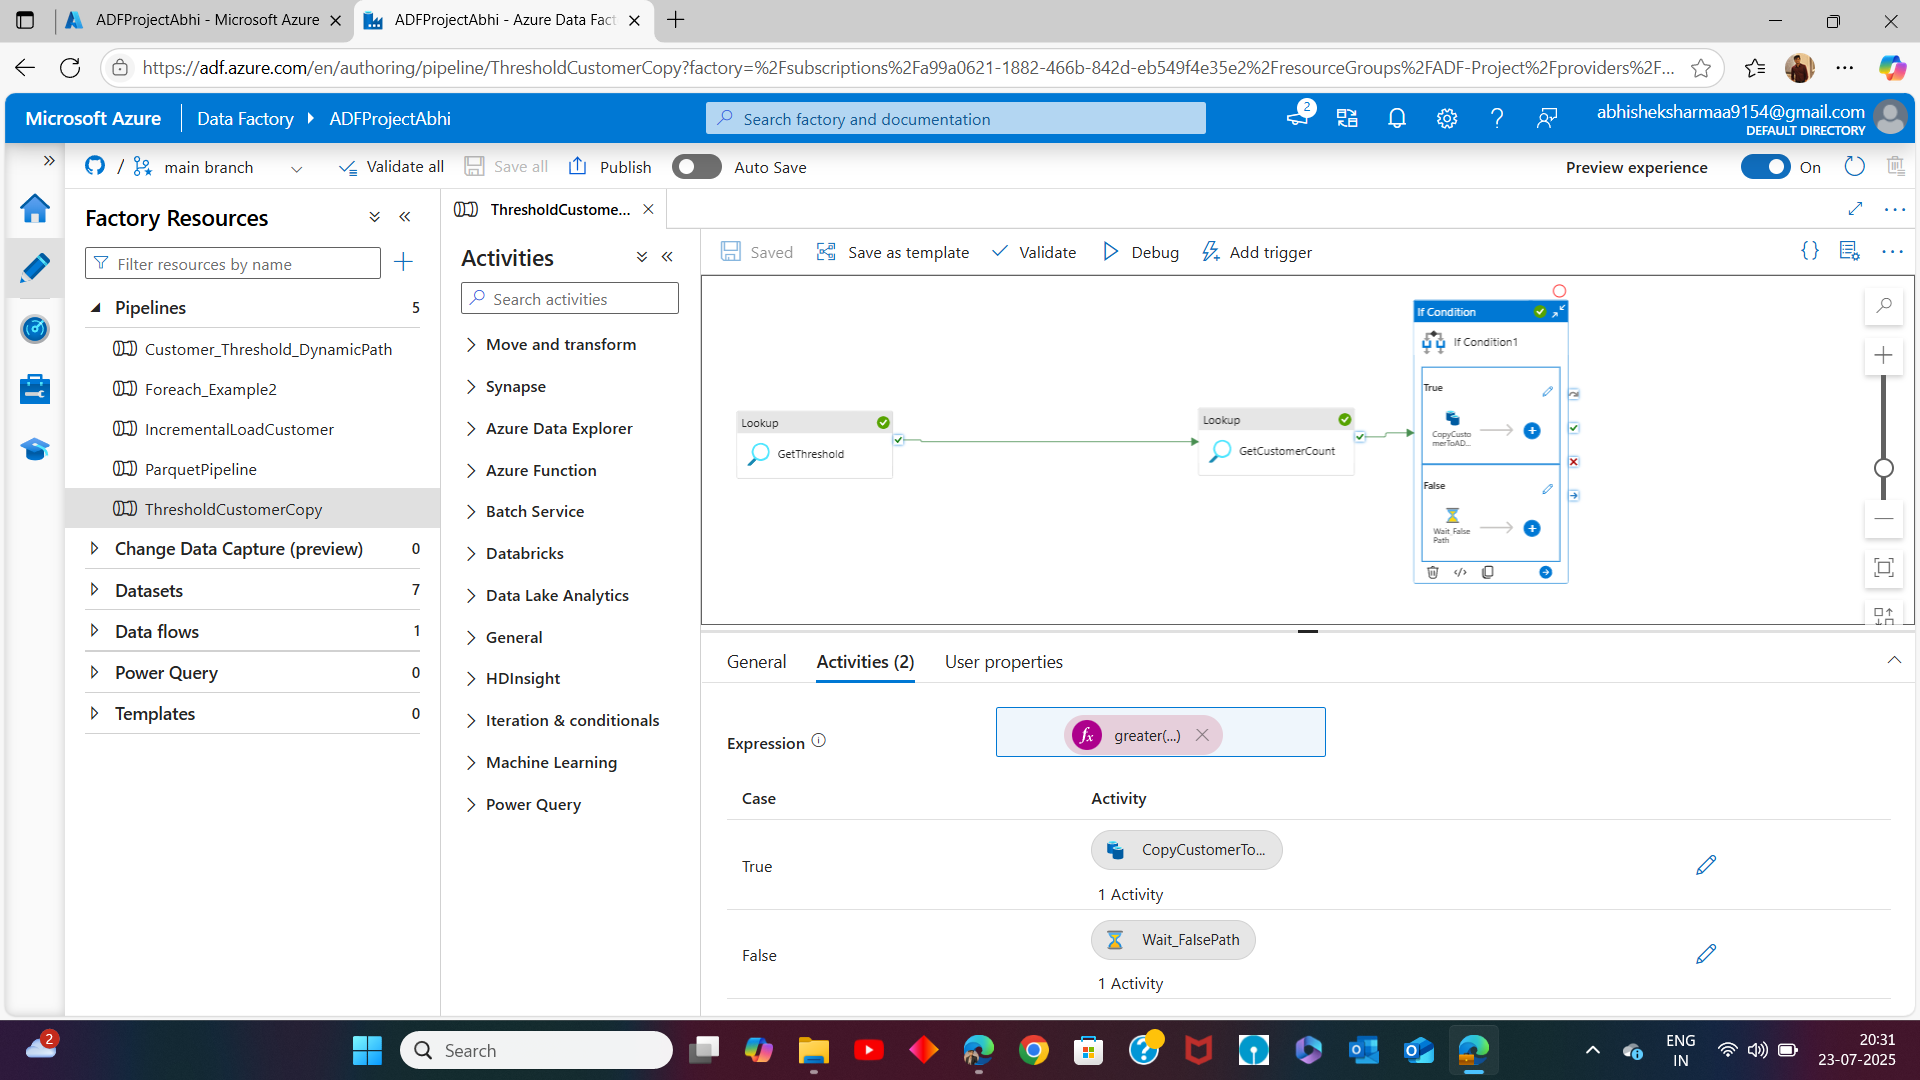 ADFProjectAbhi - Microsoft Azure
ADFProjectAbhi - Azure Data Fact
https://adf.azure.com/en/authoring/pipeline/ThresholdCustomerCopy?factory=%2Fsubscriptions%2Fa99a0621-1882-466b-842d-eb549f4e35e2%2FresourceGroups%2FADF-Project%2Fproviders%2F...
Microsoft Azure
Data Factory
ADFProjectAbhi
Search factory and documentation
2
abhisheksharmaa9154@gmail.com
DEFAULT DIRECTORY
/
main branch
Validate all
Save all
Publish
Auto Save
Preview experience
On
Factory Resources
Filter resources by name
Pipelines
5
Customer_Threshold_DynamicPath
Foreach_Example2
IncrementalLoadCustomer
ParquetPipeline
ThresholdCustomerCopy
Change Data Capture (preview)
0
Datasets
7
Data flows
1
Power Query
0
Templates
0
ThresholdCustome...
Activities
Search activities
Move and transform
Synapse
Azure Data Explorer
Azure Function
Batch Service
Databricks
Data Lake Analytics
General
HDInsight
Iteration & conditionals
Machine Learning
Power Query
Saved
Save as template
Validate
Debug
Add trigger
{}
Lookup
GetThreshold
Lookup
GetCustomerCount
If Condition
If Condition1
True
CopyCusto
merToAD...
False
Wait_False
Path
General
Activities (2)
User properties
Expression
fx
greater(...)
Case
Activity
True
CopyCustomerTo...
1 Activity
False
Wait_FalsePath
1 Activity
2
Search
ENG
IN
20:31
23-07-2025